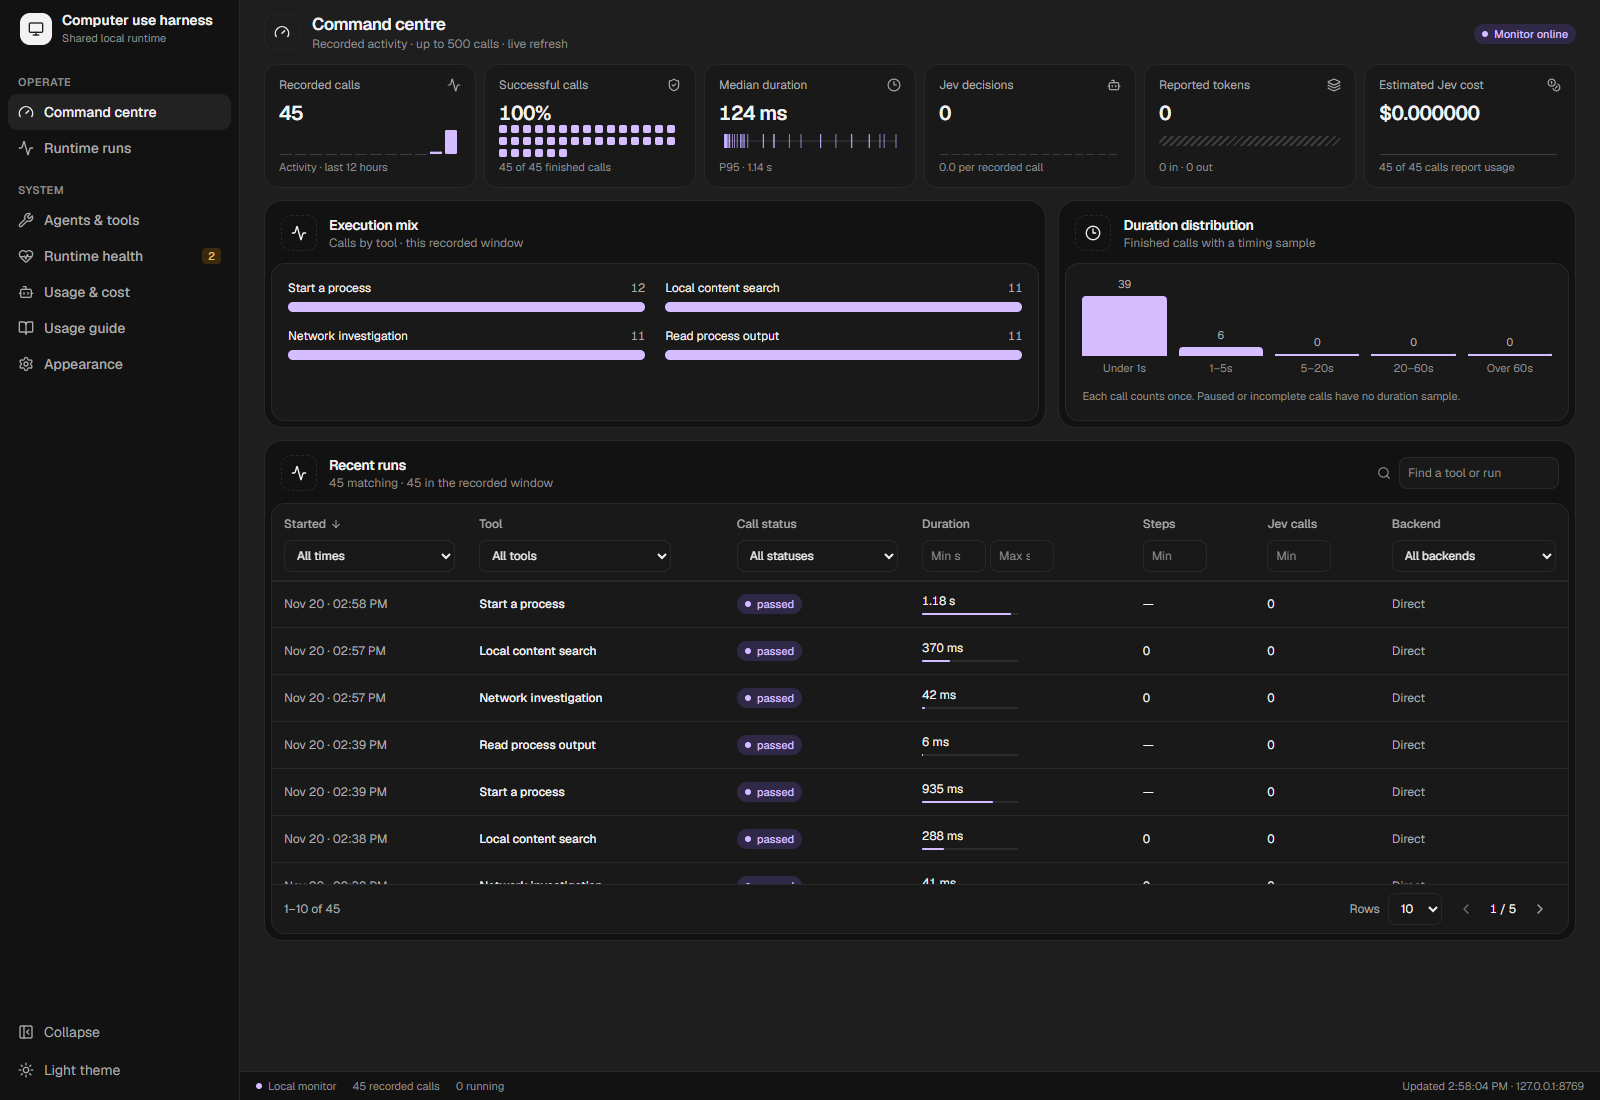 Computer use harness
Shared local runtime
OPERATE
Command centre
Runtime runs
SYSTEM
Agents & tools
Runtime health 2
Usage & cost
Usage guide
Appearance
Collapse
Light theme
Command centre
Recorded activity · up to 500 calls · live refresh
Monitor online
Recorded calls
45
Activity · last 12 hours
Successful calls
100%
45 of 45 finished calls
Median duration
124 ms
P95 · 1.14 s
Jev decisions
0
0.0 per recorded call
Reported tokens
0
0 in · 0 out
Estimated Jev cost
$0.000000
45 of 45 calls report usage
Execution mix
Calls by tool · this recorded window
Start a process 12
Local content search 11
Network investigation 11
Read process output 11
Duration distribution
Finished calls with a timing sample
39 6 0 0 0
Under 1s 1–5s 5–20s 20–60s Over 60s
Each call counts once. Paused or incomplete calls have no duration sample.
Recent runs
45 matching · 45 in the recorded window
Find a tool or run
Started Tool Call status Duration Steps Jev calls Backend
All times All tools All statuses Min s Max s Min Min All backends
Nov 20 · 02:58 PM Start a process passed 1.18 s — 0 Direct
Nov 20 · 02:57 PM Local content search passed 370 ms 0 0 Direct
Nov 20 · 02:57 PM Network investigation passed 42 ms 0 0 Direct
Nov 20 · 02:39 PM Read process output passed 6 ms — 0 Direct
Nov 20 · 02:39 PM Start a process passed 935 ms — 0 Direct
Nov 20 · 02:38 PM Local content search passed 288 ms 0 0 Direct
Nov 20 · 02:38 PM Network investigation 41 ms 0 0 Direct
1–10 of 45
Rows 10 1 / 5
Local monitor 45 recorded calls 0 running
Updated 2:58:04 PM · 127.0.0.1:8769